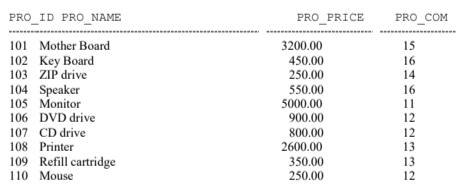 PRO_ID PRO_NAME PRO_PRICE PRO_COM
101 Mother Board 3200.00 15
102 Key Board 450.00 16
103 ZIP drive 250.00 14
104 Speaker 550.00 16
105 Monitor 5000.00 11
106 DVD drive 900.00 12
107 CD drive 800.00 12
108 Printer 2600.00 13
109 Refill cartridge 350.00 13
110 Mouse 250.00 12